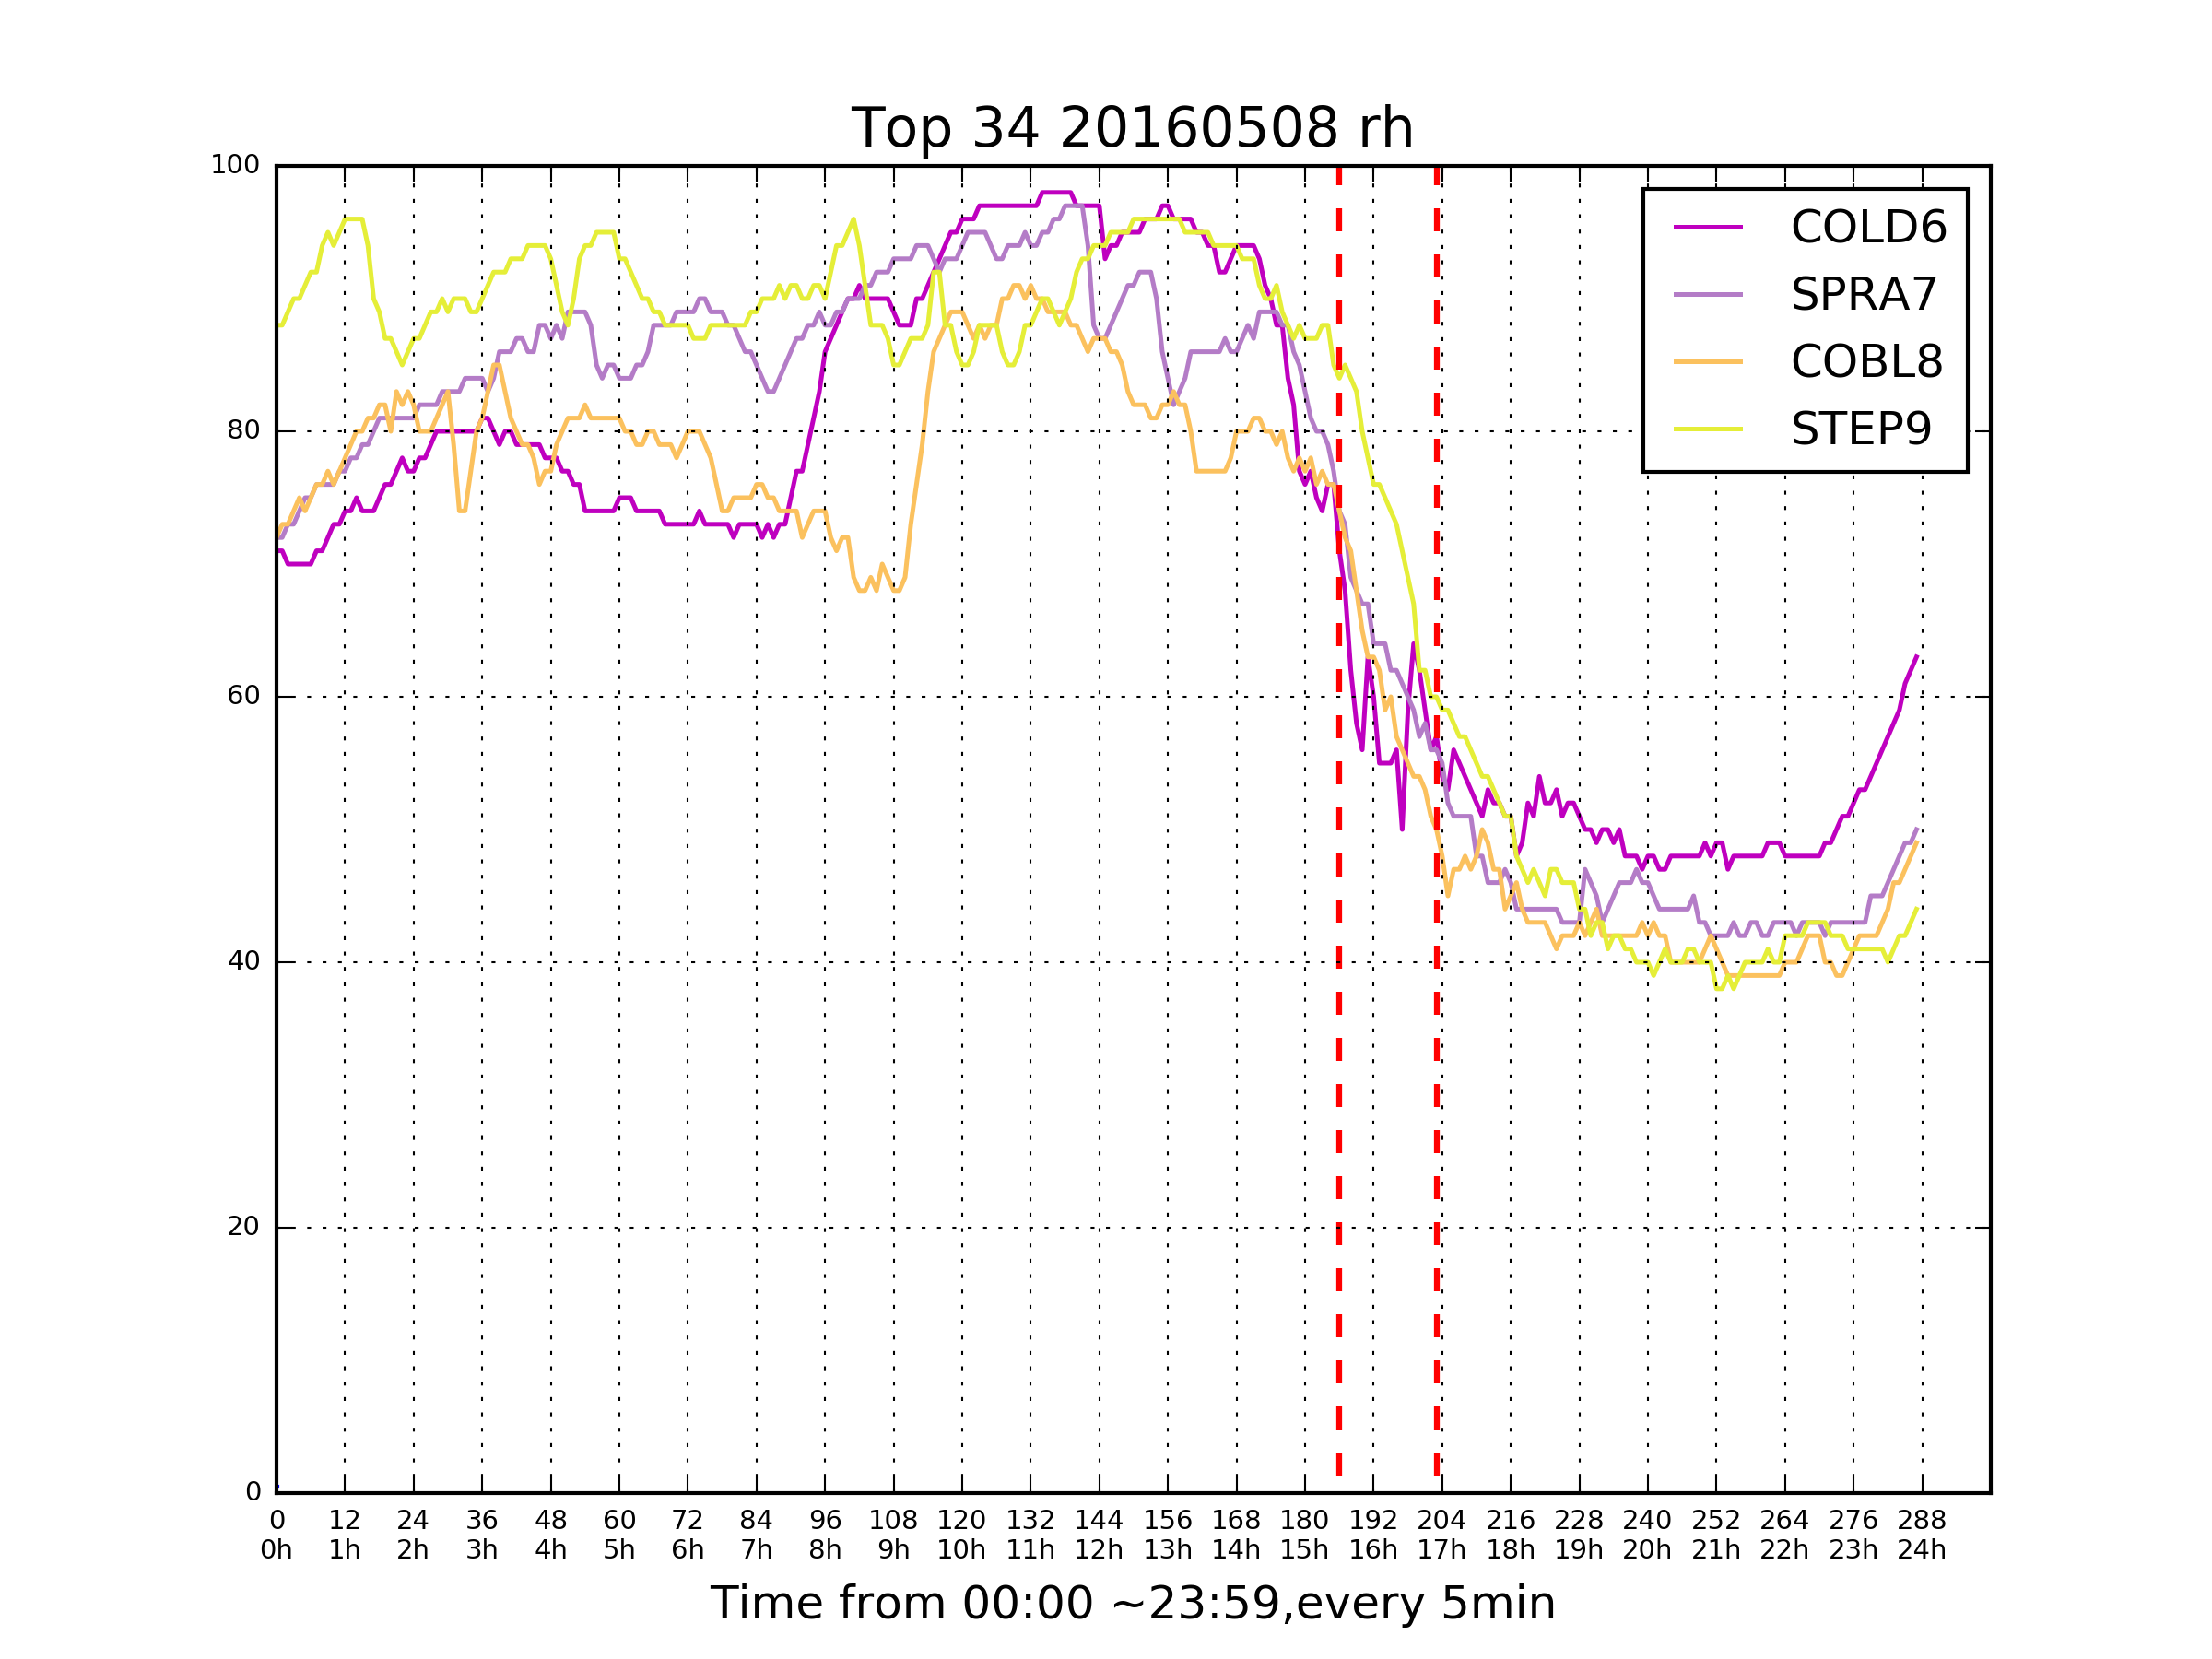 Top 34 20160508 rh
100
80
60
40
20
0
COLD6
SPRA7
COBL8
STEP9
0 12 24 36 48 60 72 84 96 108 120 132 144 156 168 180 192 204 216 228 240 252 264 276 288
0h 1h 2h 3h 4h 5h 6h 7h 8h 9h 10h 11h 12h 13h 14h 15h 16h 17h 18h 19h 20h 21h 22h 23h 24h
Time from 00:00 ~23:59,every 5min